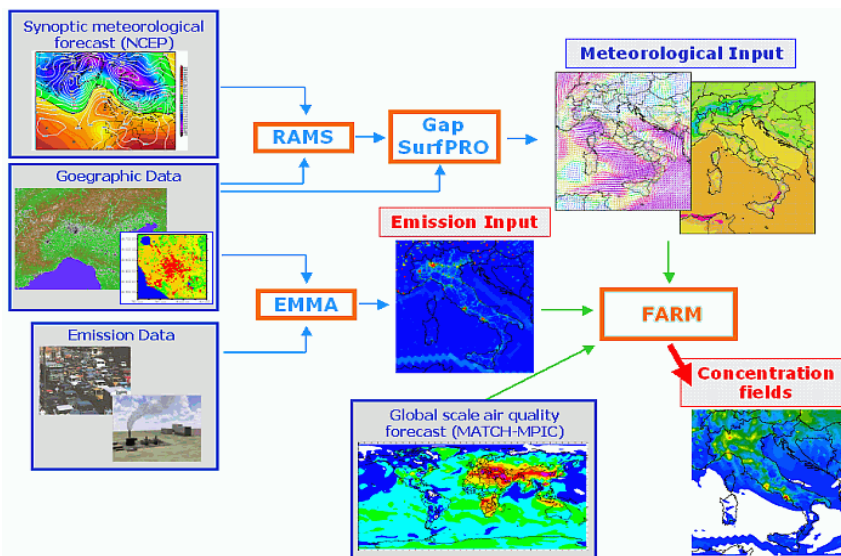 Synoptic meteorological
forecast (NCEP)
Meteorological Input
RAMS
Gap
SurfPRO
Goegraphic Data
Emission Input
EMMA
FARM
Emission Data
Concentration
fields
Global scale air quality
forecast (MATCH-MPIC)